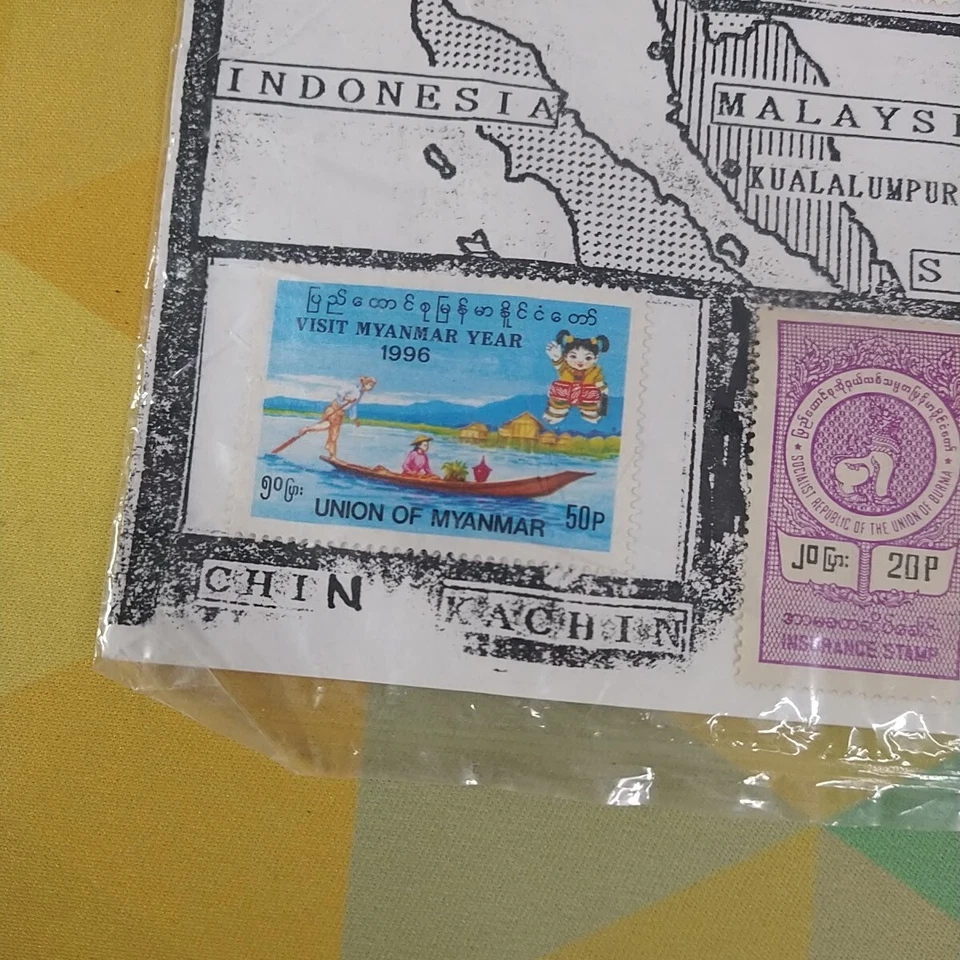 INDONESIA
MALAYS
KUALALUMPUR
S
ပြည်ထောင်စုမြန်မာနိုင်ငံတော်
VISIT MYANMAR YEAR
1996
၅၀ပြား
UNION OF MYANMAR
50P
CHIN
KACHIN
SOCIALIST REPUBLIC OF THE UNION OF BURMA
၂၀ပြား
20P
INSURANCE STAMP